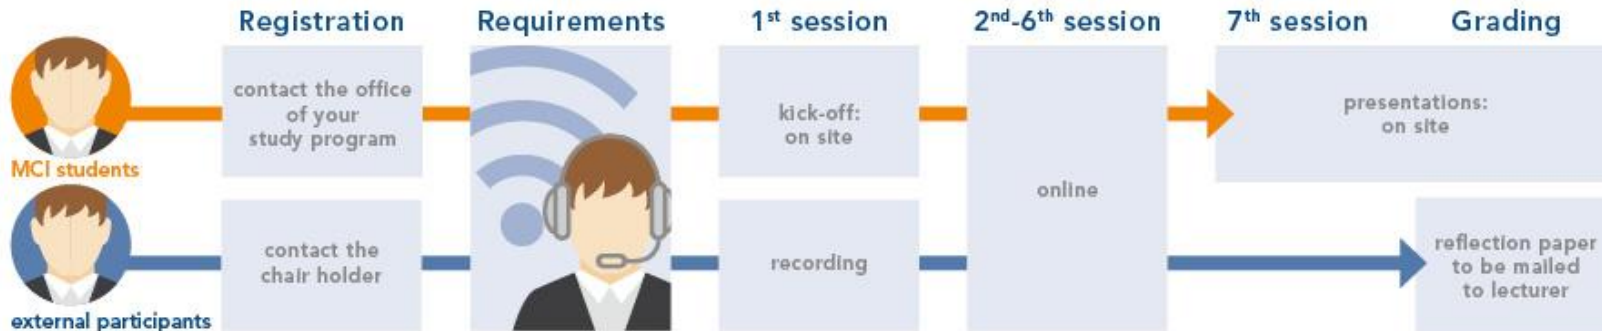 Registration
Requirements
1st session
2nd-6th session
7th session
Grading
MCI students
contact the office
of your
study program
kick-off:
on site
online
presentations:
on site
external participants
contact the
chair holder
recording
reflection paper
to be mailed
to lecturer